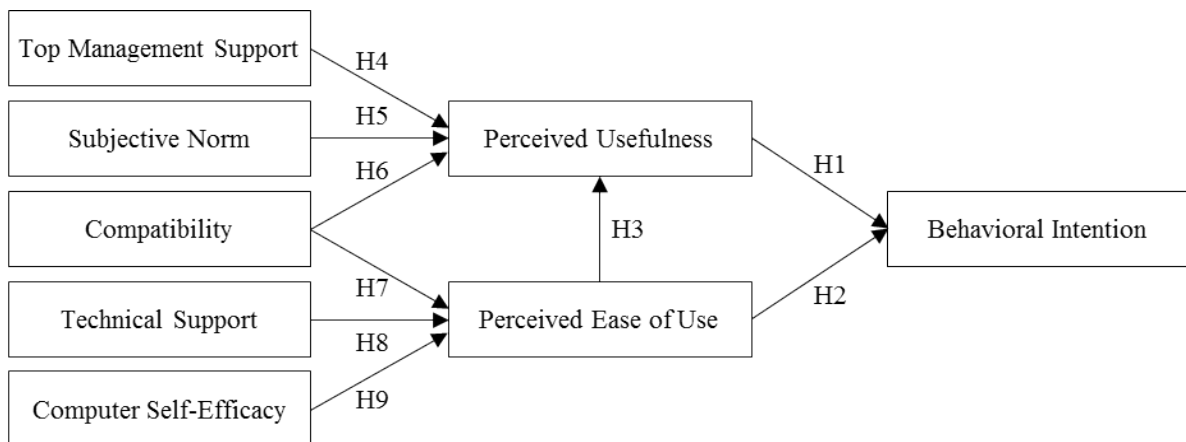 Top Management Support
H4
Subjective Norm
H5
Perceived Usefulness
H1
H6
Compatibility
H3
Behavioral Intention
H7
H2
Technical Support
Perceived Ease of Use
H8
Computer Self-Efficacy
H9